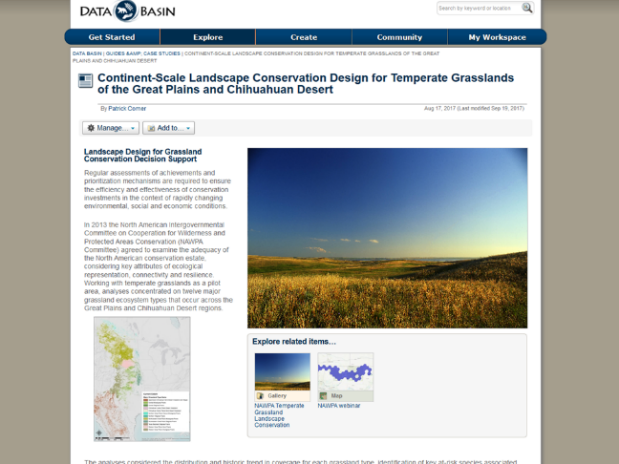 DATA BASIN
Search by keyword or location
Get Started
Explore
Create
Community
My Workspace
DATA BASIN | GUIDES &AMP; CASE STUDIES | CONTINENT-SCALE LANDSCAPE CONSERVATION DESIGN FOR TEMPERATE GRASSLANDS OF THE GREAT
PLAINS AND CHIHUAHUAN DESERT
Continent-Scale Landscape Conservation Design for Temperate Grasslands
of the Great Plains and Chihuahuan Desert
By Patrick Comer
Aug 17, 2017 (Last modified Sep 19, 2017)
Manage...
Add to...
Landscape Design for Grassland
Conservation Decision Support
Regular assessments of achievements and
prioritization mechanisms are required to ensure
the efficiency and effectiveness of conservation
investments in the context of rapidly changing
environmental, social and economic conditions.
In 2013 the North American Intergovernmental
Committee on Cooperation for Wilderness and
Protected Areas Conservation (NAWPA
Committee) agreed to examine the adequacy of
the North American conservation estate,
considering key attributes of ecological
representation, connectivity and resilience.
Working with temperate grasslands as a pilot
area, analyses concentrated on twelve major
grassland ecosystem types that occur across the
Great Plains and Chihuahuan Desert regions.
Explore related items...
Gallery
Map
NAWPA Temperate
Grassland
Landscape
Conservation
NAWPA webinar
The analyses considered the distribution and historic trend in coverage for each grassland type, identification of key at-risk species associated